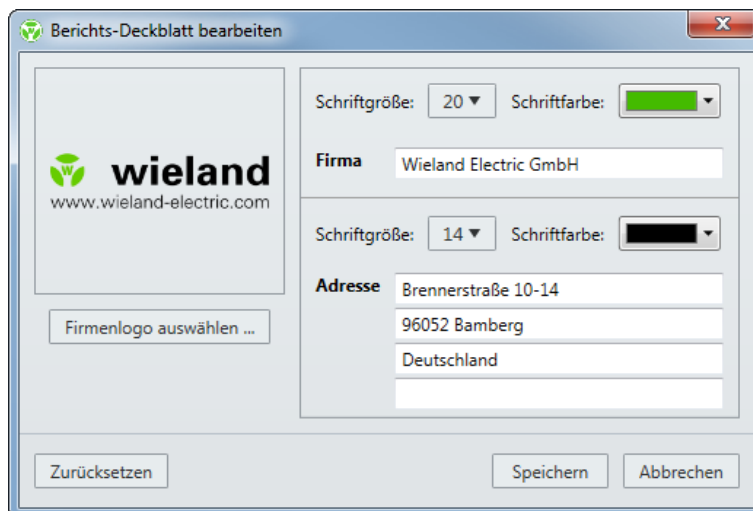 Berichts-Deckblatt bearbeiten
wieland
www.wieland-electric.com
Firmenlogo auswählen ...
Schriftgröße: 20 Schriftfarbe:
Firma Wieland Electric GmbH
Schriftgröße: 14 Schriftfarbe:
Adresse Brennerstraße 10-14
96052 Bamberg
Deutschland
Zurücksetzen Speichern Abbrechen